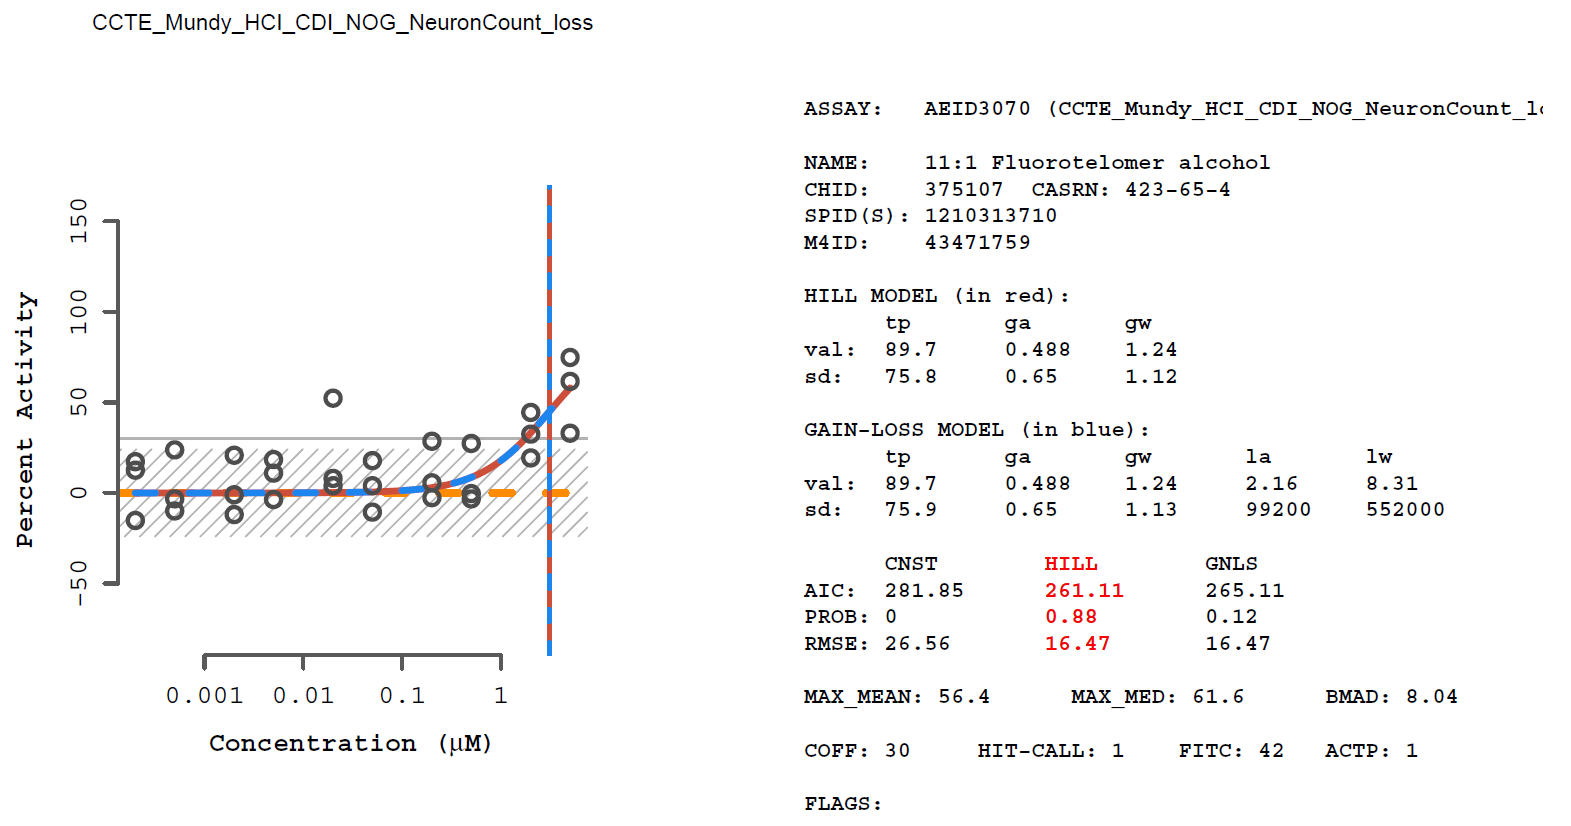 CCTE_Mundy_HCI_CDI_NOG_NeuronCount_loss
150
100
50
0
-50
Percent Activity
0.001 0.01 0.1 1
Concentration (µM)
ASSAY: AEID3070 (CCTE_Mundy_HCI_CDI_NOG_NeuronCount_lo
NAME: 11:1 Fluorotelomer alcohol
CHID: 375107 CASRN: 423-65-4
SPID(S): 1210313710
M4ID: 43471759
HILL MODEL (in red):
tp ga gw
val: 89.7 0.488 1.24
sd: 75.8 0.65 1.12
GAIN-LOSS MODEL (in blue):
tp ga gw la lw
val: 89.7 0.488 1.24 2.16 8.31
sd: 75.9 0.65 1.13 99200 552000
CNST HILL GNLS
AIC: 281.85 261.11 265.11
PROB: 0 0.88 0.12
RMSE: 26.56 16.47 16.47
MAX_MEAN: 56.4 MAX_MED: 61.6 BMAD: 8.04
COFF: 30 HIT-CALL: 1 FITC: 42 ACTP: 1
FLAGS: